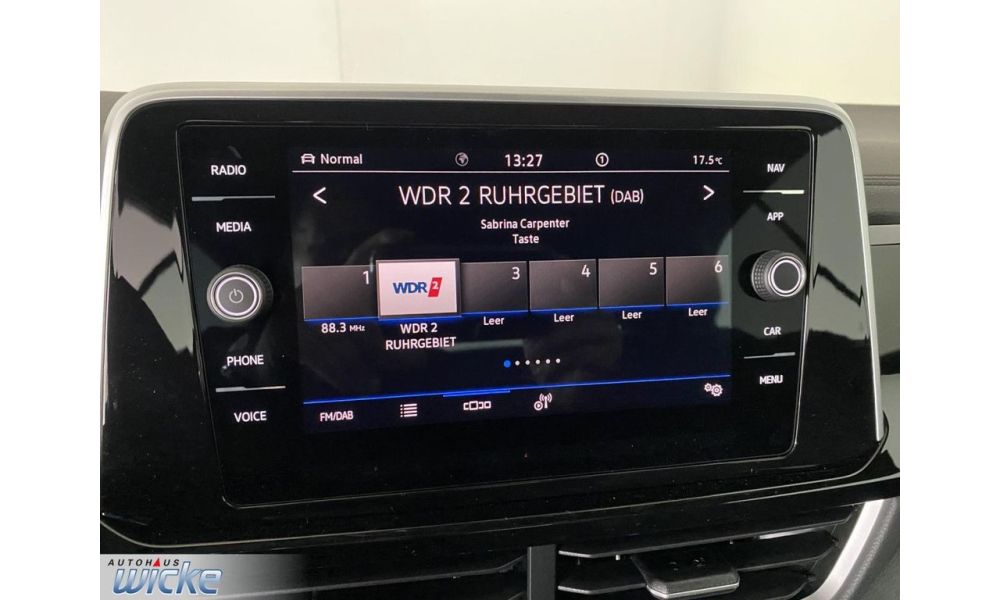 RADIO
MEDIA
PHONE
VOICE
Normal 13:27 1 17.5°C
< WDR 2 RUHRGEBIET (DAB) >
Sabrina Carpenter
Taste
1 WDR 2 3 4 5 6
88.3 MHz WDR 2 Leer Leer Leer Leer
RUHRGEBIET
FM/DAB
NAV
APP
CAR
MENU
AUTOHAUS
WICKE